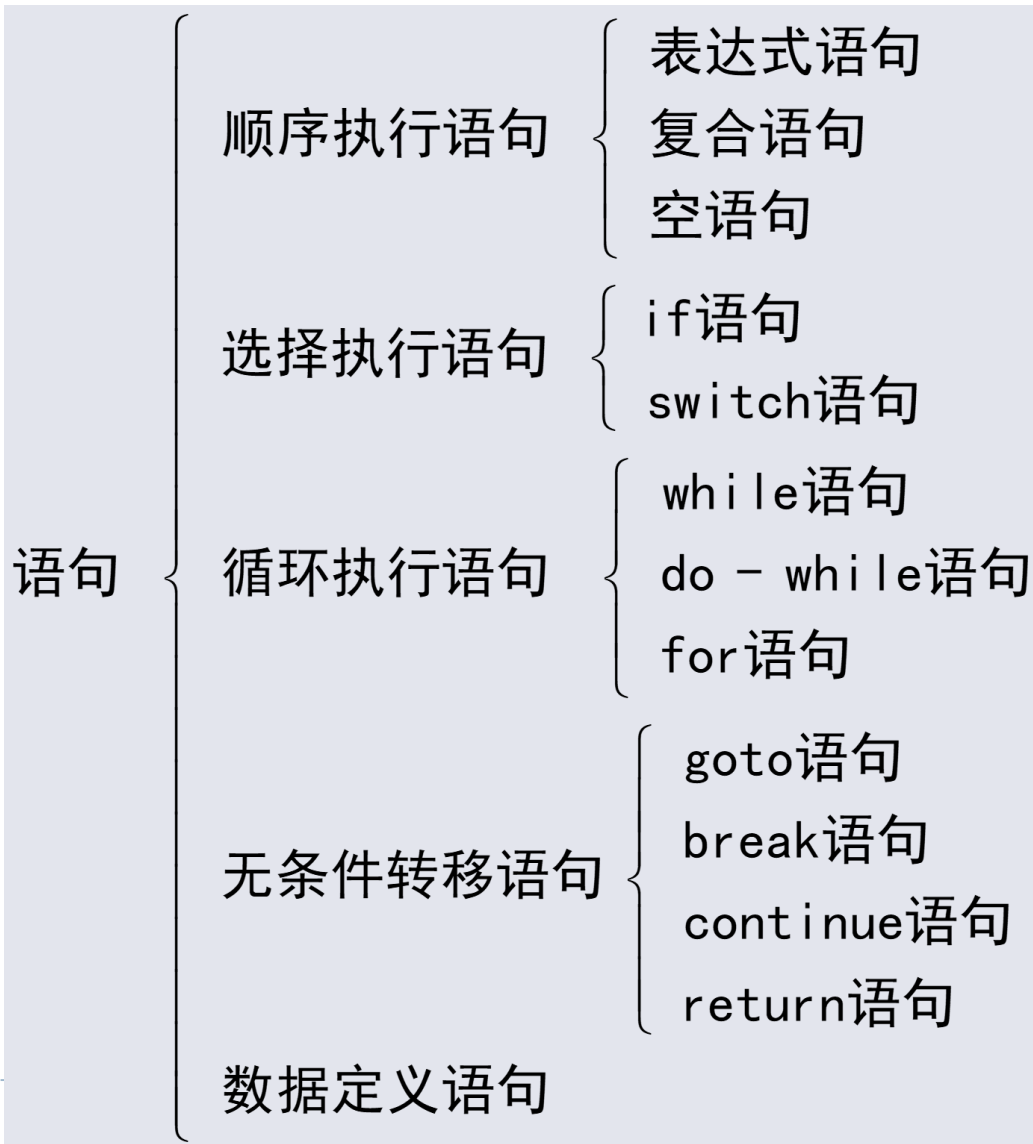 语句
顺序执行语句
表达式语句
复合语句
空语句
选择执行语句
if语句
switch语句
循环执行语句
while语句
do - while语句
for语句
无条件转移语句
goto语句
break语句
continue语句
return语句
数据定义语句